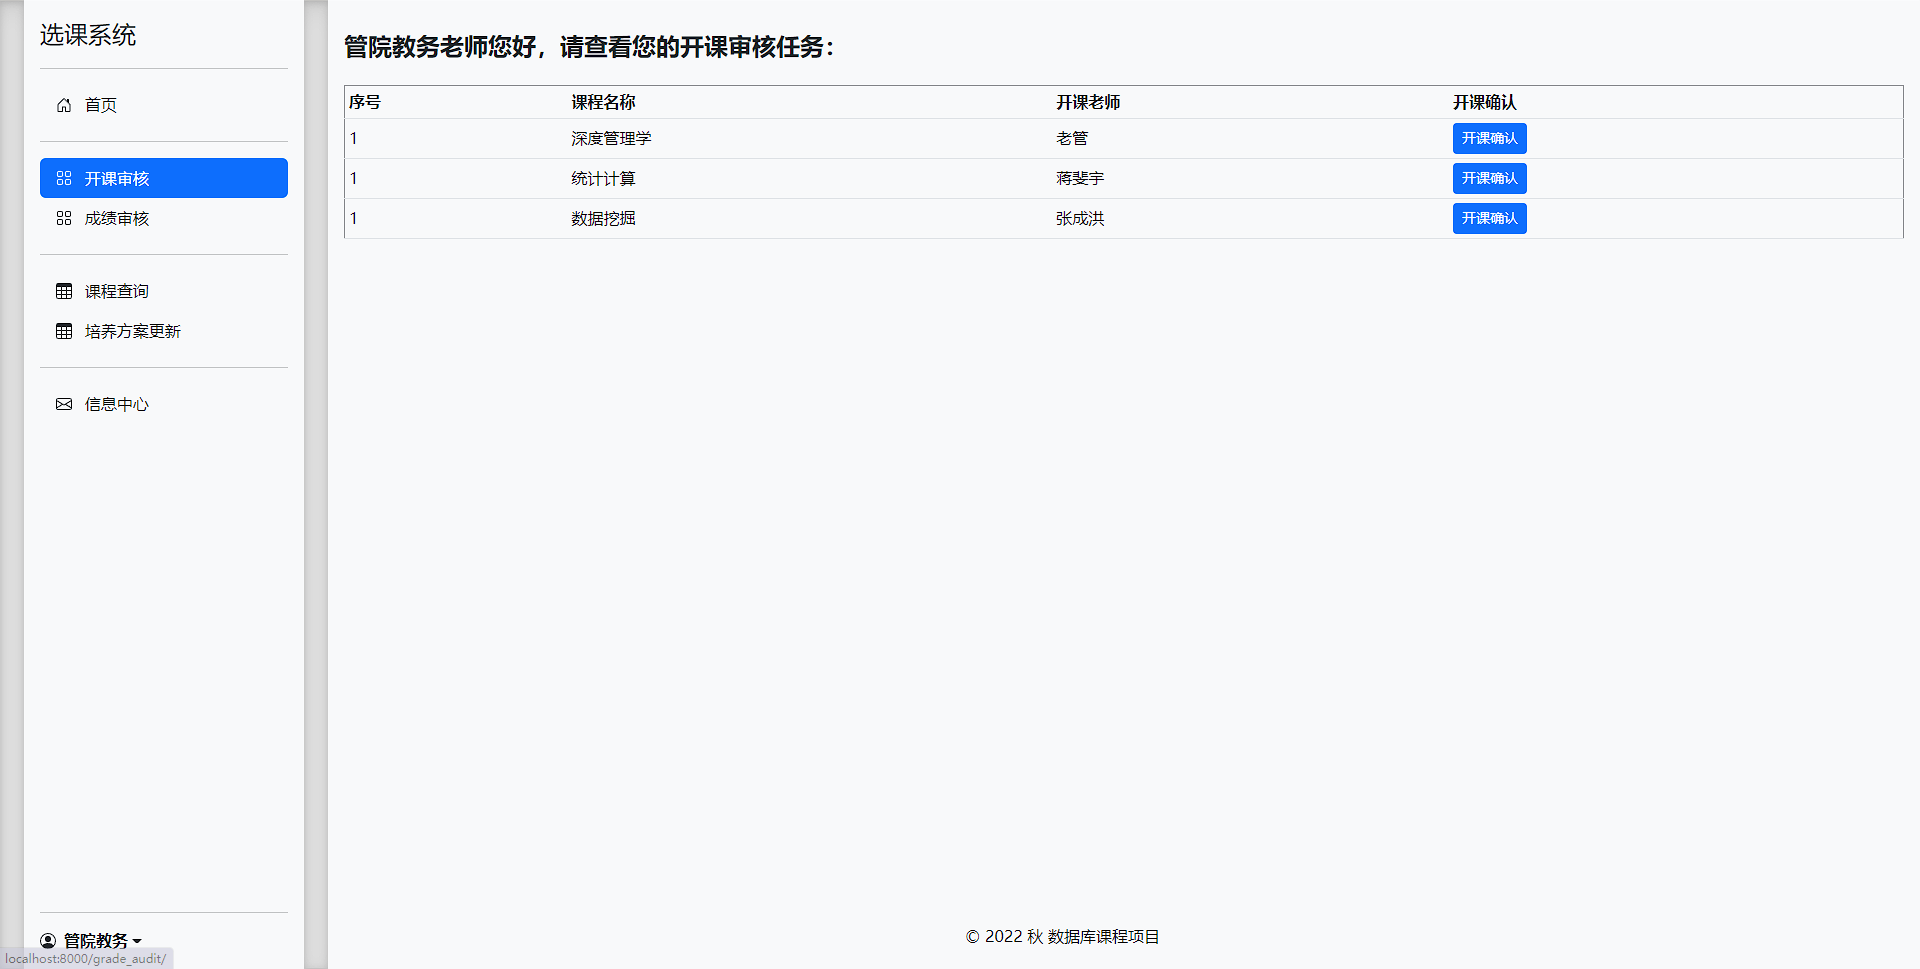 选课系统
首页
开课审核
成绩审核
课程查询
培养方案更新
信息中心
管院教务
localhost:8000/grade_audit/
管院教务老师您好，请查看您的开课审核任务：
序号 课程名称 开课老师 开课确认
1 深度管理学 老管 开课确认
1 统计计算 蒋斐宇 开课确认
1 数据挖掘 张成洪 开课确认
© 2022 秋 数据库课程项目